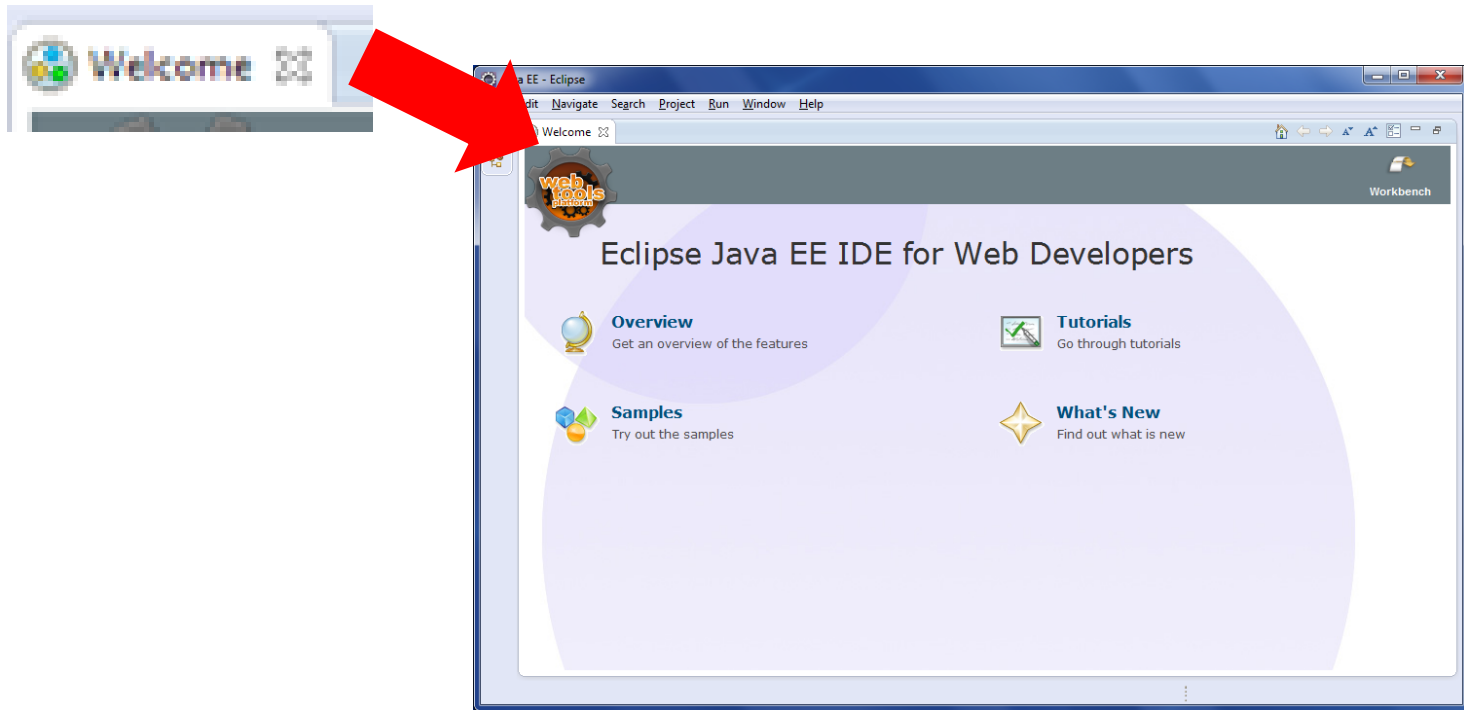 Welcome
a EE - Eclipse
dit Navigate Search Project Run Window Help
Welcome
web
tools
platform
Workbench
Eclipse Java EE IDE for Web Developers
Overview
Get an overview of the features
Tutorials
Go through tutorials
Samples
Try out the samples
What's New
Find out what is new